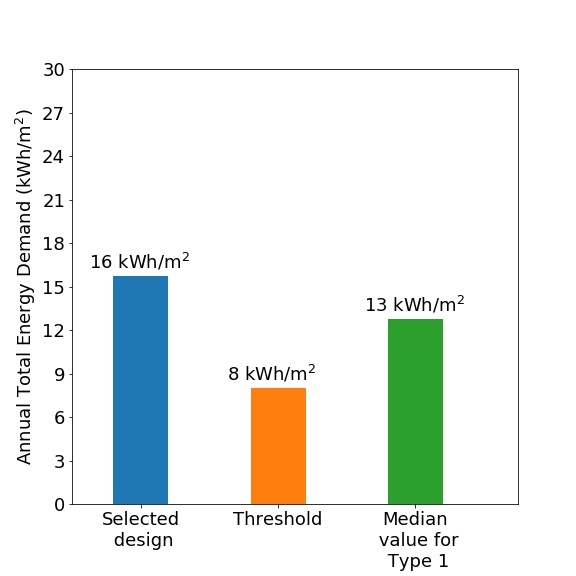 Annual Total Energy Demand (kWh/m²)
30
27
24
21
18
15
12
9
6
3
0
16 kWh/m²
8 kWh/m²
13 kWh/m²
Selected
design
Threshold
Median
value for
Type 1